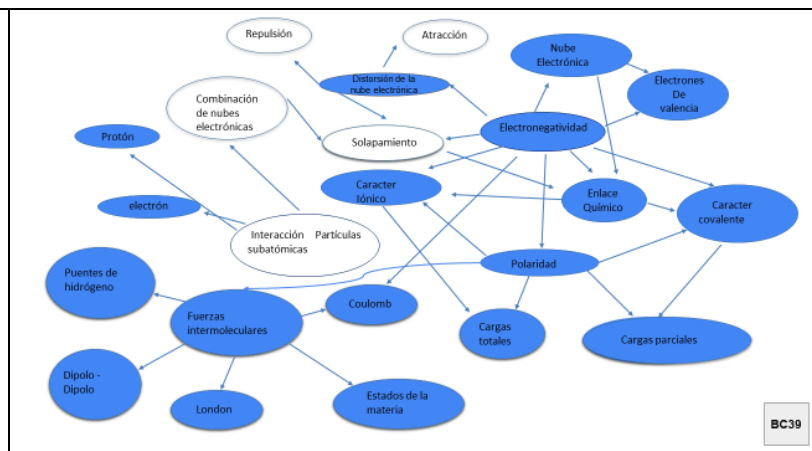 Repulsión
Atracción
Nube
Electrónica
Distorsión de la
nube electrónica
Electrones
De
valencia
Combinación
de nubes
electrónicas
Protón
Solapamiento
Electronegatividad
Caracter
Iónico
Enlace
Químico
Caracter
covalente
electrón
Interacción Partículas
subatómicas
Puentes de
hidrógeno
Polaridad
Fuerzas
intermoleculares
Coulomb
Cargas
totales
Cargas parciales
Dipolo -
Dipolo
London
Estados de la
materia
BC39